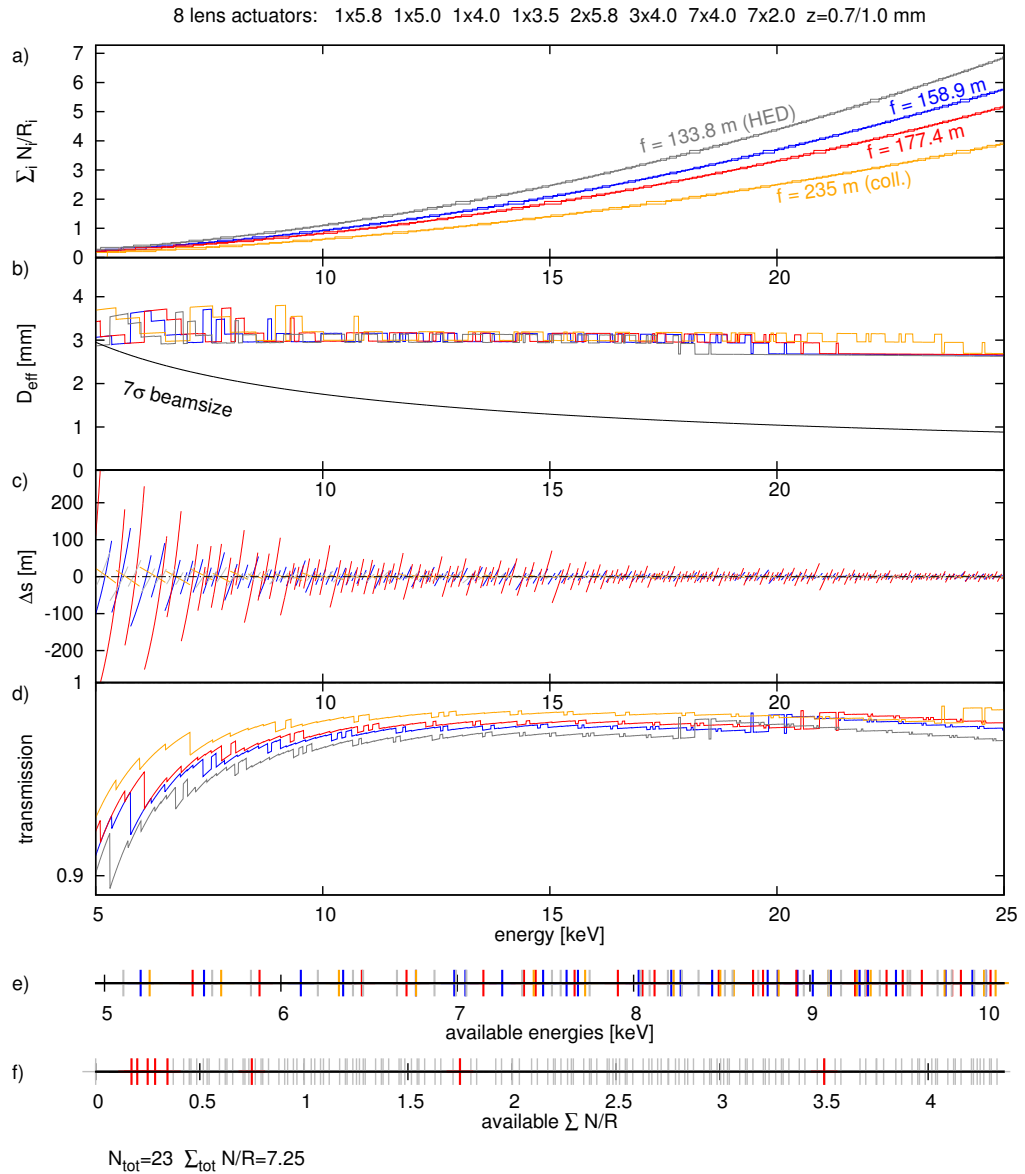 8 lens actuators: 1x5.8 1x5.0 1x4.0 1x3.5 2x5.8 3x4.0 7x4.0 7x2.0 z=0.7/1.0 mm
a)
7
6
5
4
3
2
1
0
Σi Ni/Ri
f = 133.8 m (HED)
f = 158.9 m
f = 177.4 m
f = 235 m (coll.)
10 15 20
b)
4
3
2
1
0
Deff [mm]
7σ beamsize
10 15 20
c)
200
100
0
-100
-200
Δs [m]
10 15 20
d)
1
0.9
transmission
5 10 15 20 25
energy [keV]
e)
5 6 7 8 9 10
available energies [keV]
f)
0 0.5 1 1.5 2 2.5 3 3.5 4
available Σ N/R
Ntot=23 Σtot N/R=7.25